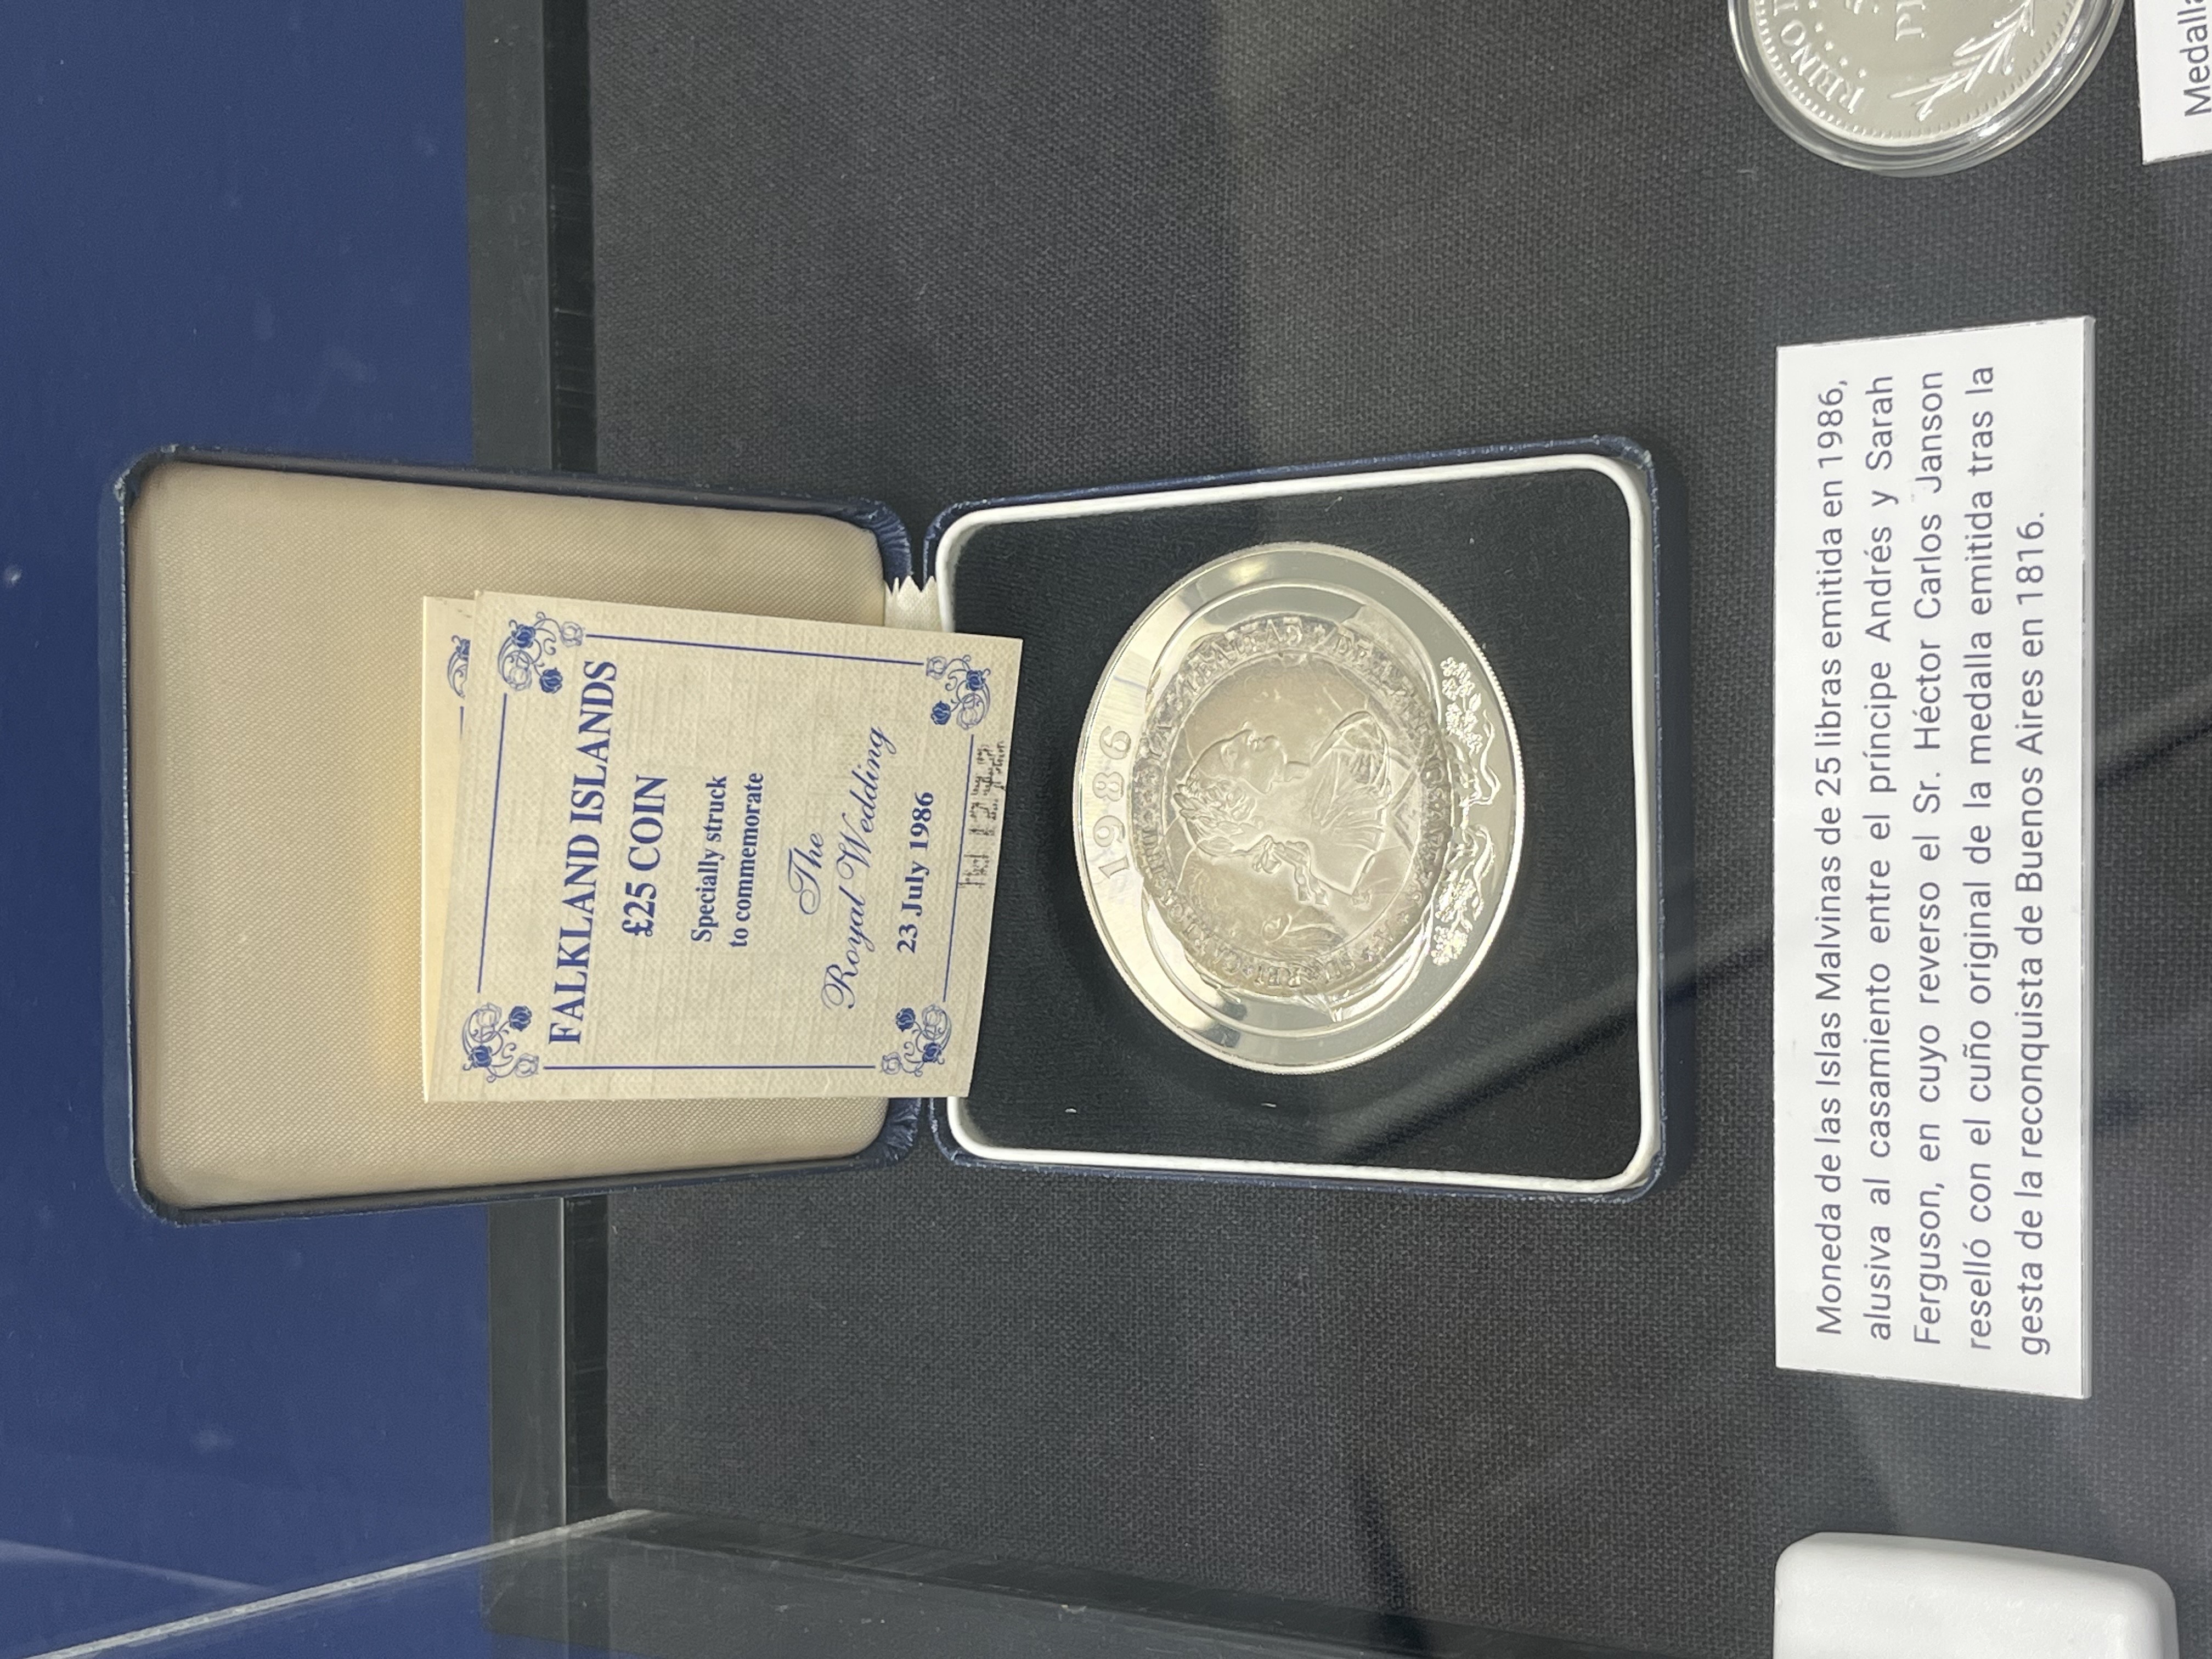 FALKLAND ISLANDS
£25 COIN
Specially struck
to commemorate
The
Royal Wedding
23 July 1986
1272
1986
Moneda de las Islas Malvinas de 25 libras emitida en 1986,
alusiva al casamiento entre el príncipe Andrés y Sarah
Ferguson, en cuyo reverso el Sr. Héctor Carlos Janson
reselló con el cuño original de la medalla emitida tras la
gesta de la reconquista de Buenos Aires en 1816.
REINO